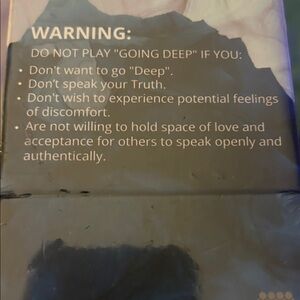 WARNING:
DO NOT PLAY "GOING DEEP" IF YOU:
• Don't want to go "Deep".
• Don't speak your Truth.
• Don't wish to experience potential feelings
of discomfort.
• Are not willing to hold space of love and
acceptance for others to speak openly and
authentically.